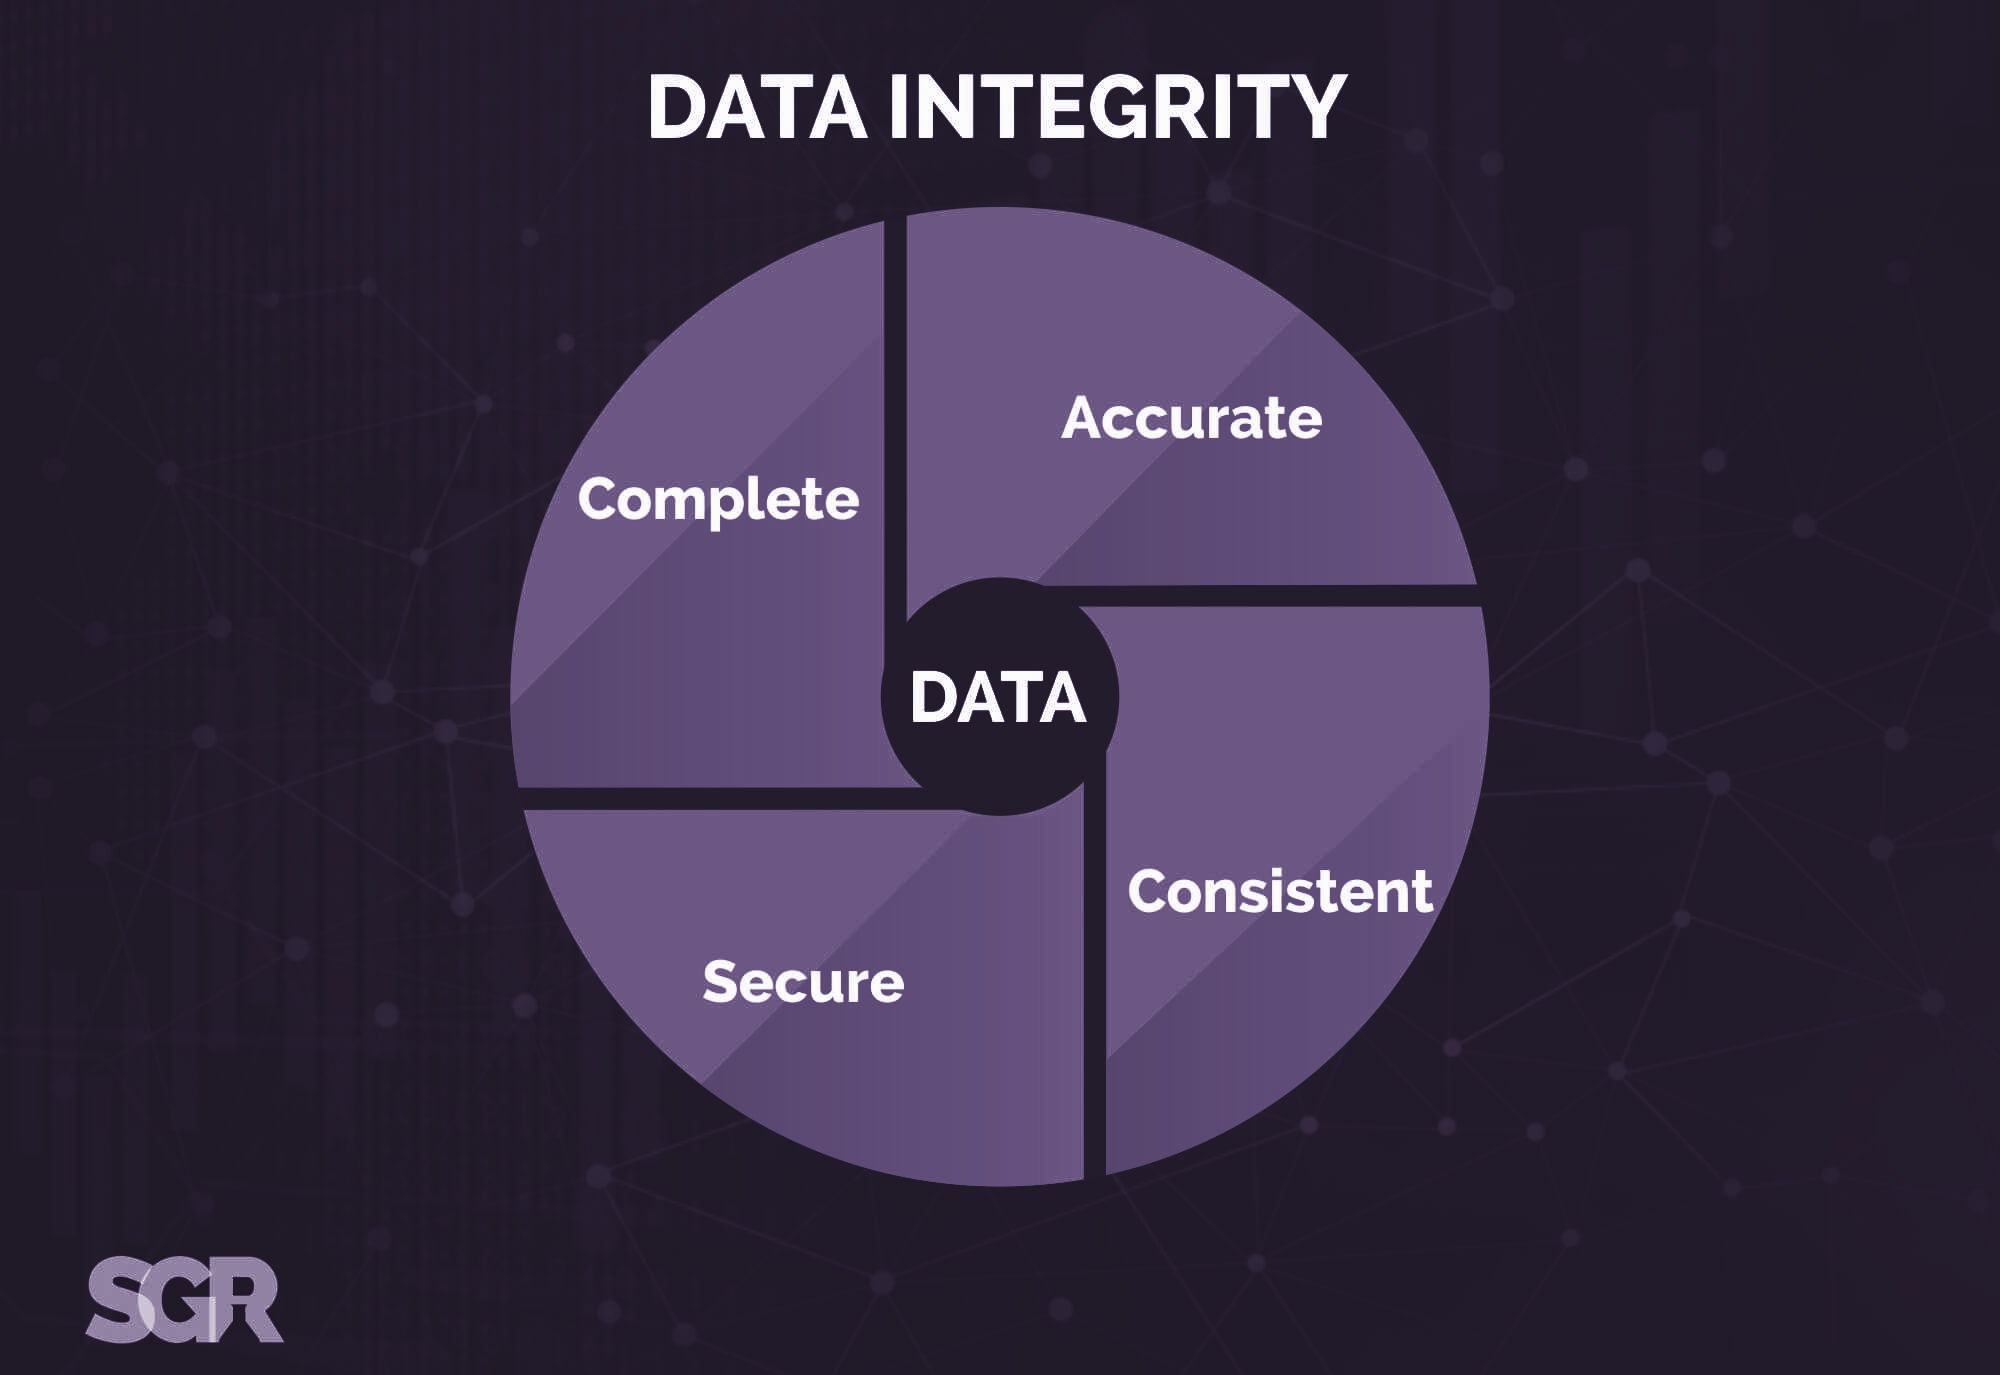 DATA INTEGRITY
Accurate
Complete
DATA
Consistent
Secure
SGR